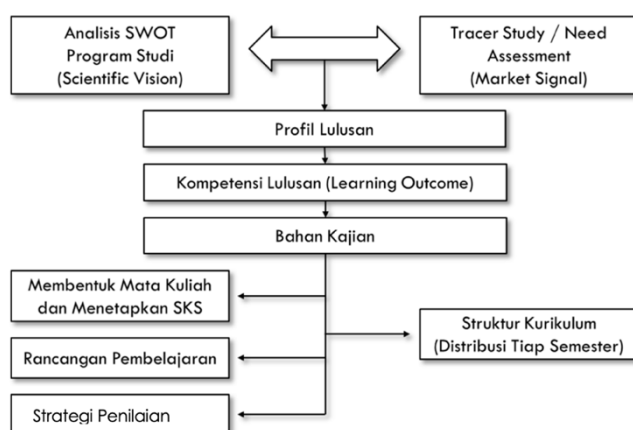 Analisis SWOT
Program Studi
(Scientific Vision)
Tracer Study / Need
Assessment
(Market Signal)
Profil Lulusan
Kompetensi Lulusan (Learning Outcome)
Bahan Kajian
Membentuk Mata Kuliah
dan Menetapkan SKS
Struktur Kurikulum
(Distribusi Tiap Semester)
Rancangan Pembelajaran
Strategi Penilaian